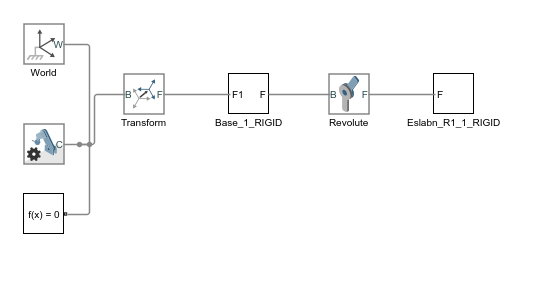 W
World
B
F
Transform
F1
F
Base_1_RIGID
B
F
Revolute
F
Eslabn_R1_1_RIGID
C
f(x) = 0